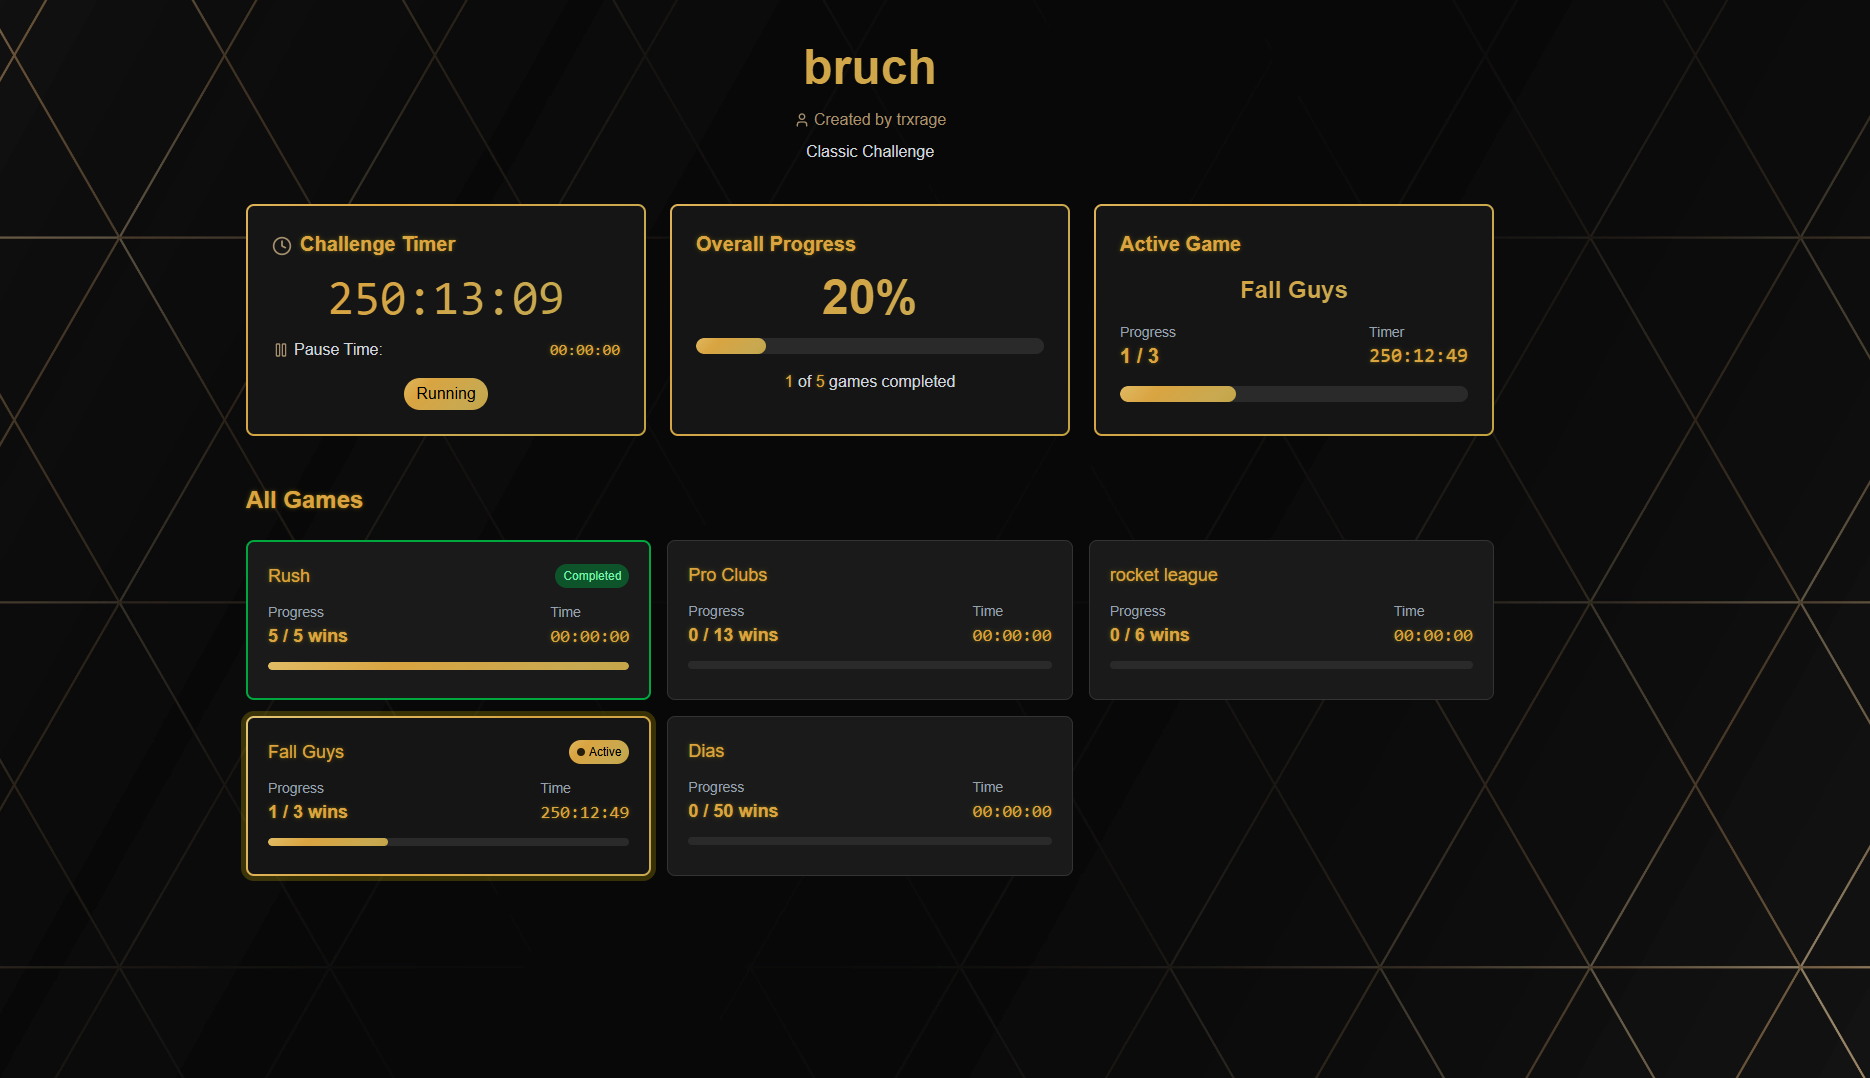 bruch
Created by trxrage
Classic Challenge
Challenge Timer
250:13:09
Pause Time: 00:00:00
Running
Overall Progress
20%
1 of 5 games completed
Active Game
Fall Guys
Progress Timer
1 / 3 250:12:49
All Games
Rush Completed
Progress Time
5 / 5 wins 00:00:00
Pro Clubs
Progress Time
0 / 13 wins 00:00:00
rocket league
Progress Time
0 / 6 wins 00:00:00
Fall Guys Active
Progress Time
1 / 3 wins 250:12:49
Dias
Progress Time
0 / 50 wins 00:00:00